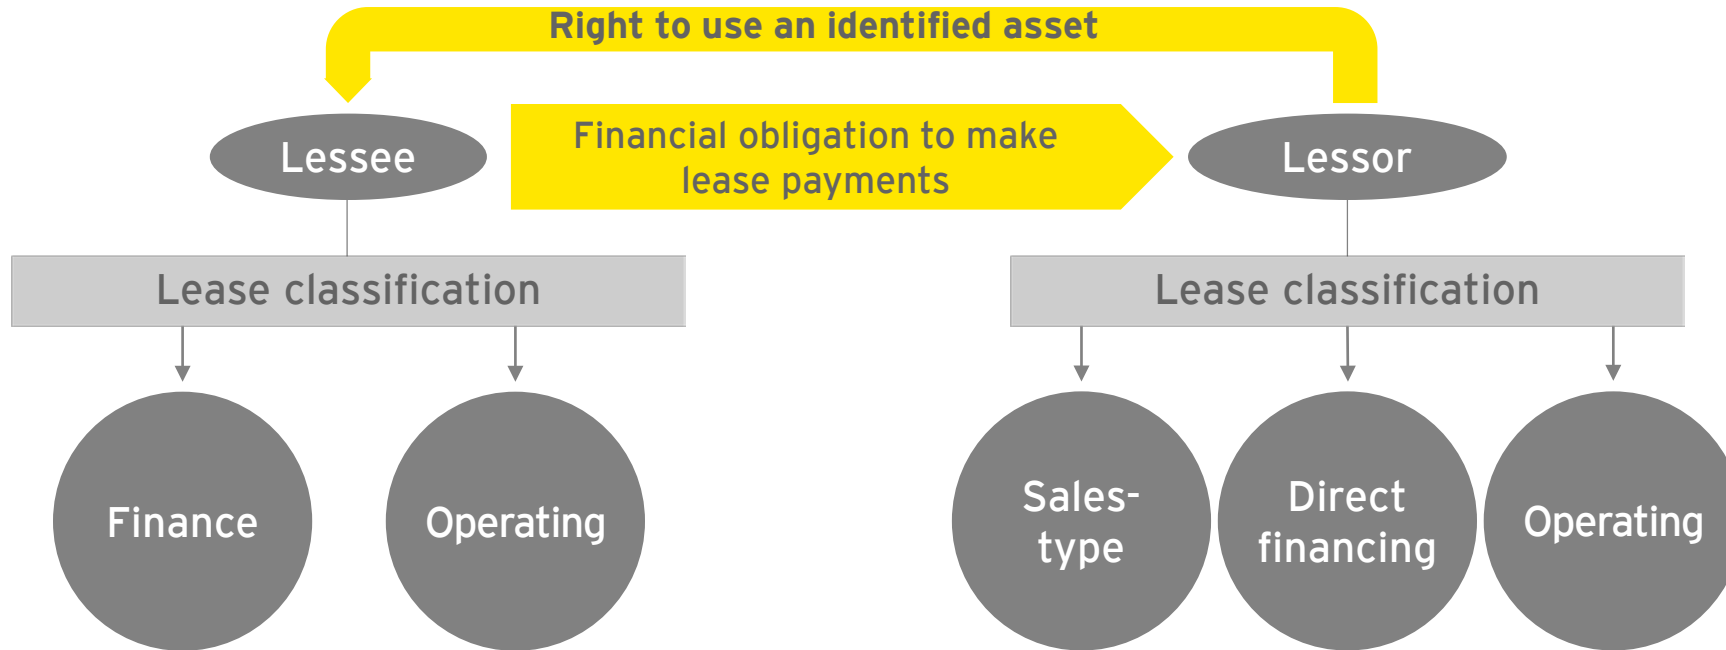 Right to use an identified asset
Lessee
Financial obligation to make
lease payments
Lessor
Lease classification
Lease classification
Finance
Operating
Sales-
type
Direct
financing
Operating